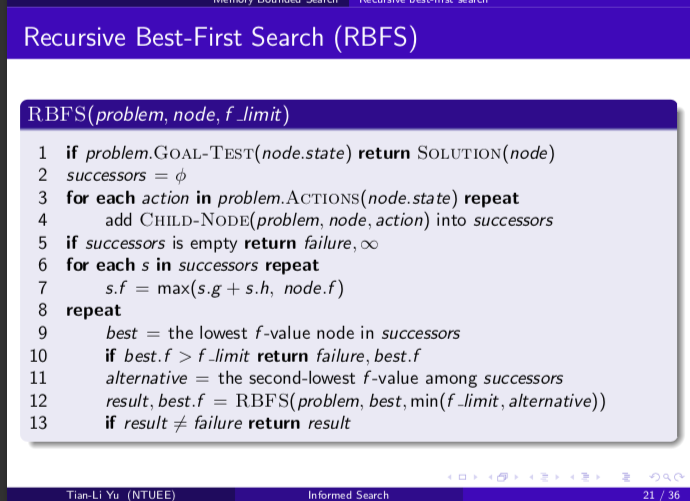 Memory Bounded Search Recursive best-first search
Recursive Best-First Search (RBFS)
RBFS(problem, node, f_limit)
1 if problem.GOAL-TEST(node.state) return SOLUTION(node)
2 successors = ϕ
3 for each action in problem.ACTIONS(node.state) repeat
4 add CHILD-NODE(problem, node, action) into successors
5 if successors is empty return failure, ∞
6 for each s in successors repeat
7 s.f = max(s.g + s.h, node.f)
8 repeat
9 best = the lowest f-value node in successors
10 if best.f > f_limit return failure, best.f
11 alternative = the second-lowest f-value among successors
12 result, best.f = RBFS(problem, best, min(f_limit, alternative))
13 if result ≠ failure return result
Tian-Li Yu (NTUEE) Informed Search 21 / 36